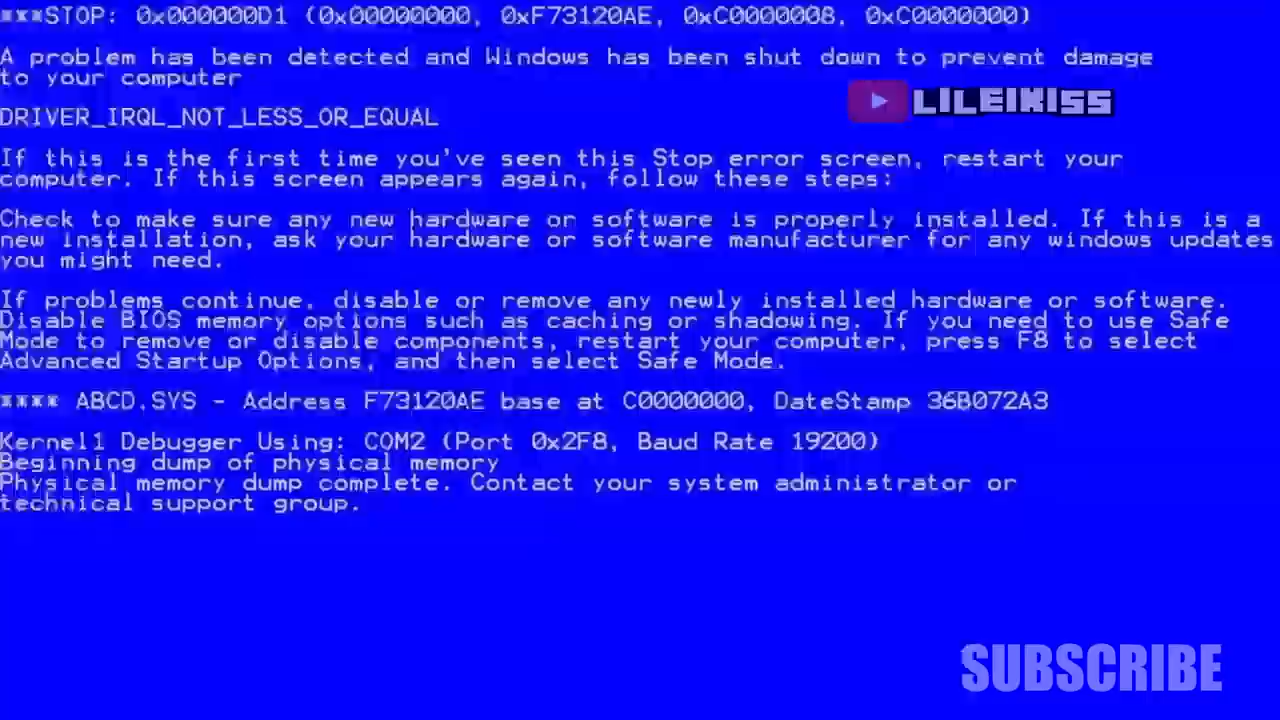 ***STOP: 0x000000D1 (0x00000000, 0xF73120AE, 0xC0000008, 0xC0000000)
A problem has been detected and Windows has been shut down to prevent damage
to your computer
LILEIKISS
DRIVER_IRQL_NOT_LESS_OR_EQUAL
If this is the first time you've seen this Stop error screen, restart your
computer. If this screen appears again, follow these steps:
Check to make sure any new hardware or software is properly installed. If this is a
new installation, ask your hardware or software manufacturer for any windows updates
you might need.
If problems continue, disable or remove any newly installed hardware or software.
Disable BIOS memory options such as caching or shadowing. If you need to use Safe
Mode to remove or disable components, restart your computer, press F8 to select
Advanced Startup Options, and then select Safe Mode.
**** ABCD.SYS - Address F73120AE base at C0000000, DateStamp 36B072A3
Kernel1 Debugger Using: COM2 (Port 0x2F8, Baud Rate 19200)
Beginning dump of physical memory
Physical memory dump complete. Contact your system administrator or
technical support group.
SUBSCRIBE